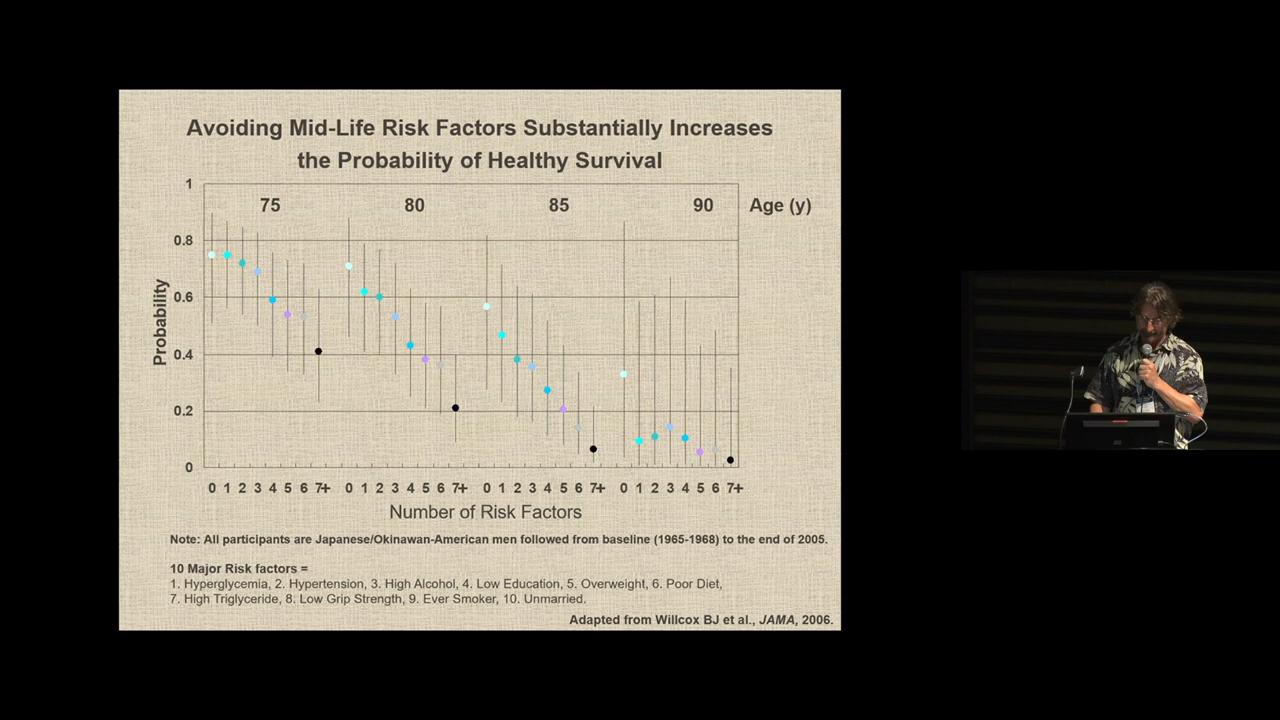 Avoiding Mid-Life Risk Factors Substantially Increases
the Probability of Healthy Survival
1
75 80 85 90 Age (y)
0.8
0.6
Probability
0.4
0.2
0
0 1 2 3 4 5 6 7+ 0 1 2 3 4 5 6 7+ 0 1 2 3 4 5 6 7+ 0 1 2 3 4 5 6 7+
Number of Risk Factors
Note: All participants are Japanese/Okinawan-American men followed from baseline (1965-1968) to the end of 2005.
10 Major Risk factors =
1. Hyperglycemia, 2. Hypertension, 3. High Alcohol, 4. Low Education, 5. Overweight, 6. Poor Diet,
7. High Triglyceride, 8. Low Grip Strength, 9. Ever Smoker, 10. Unmarried.
Adapted from Willcox BJ et al., JAMA, 2006.